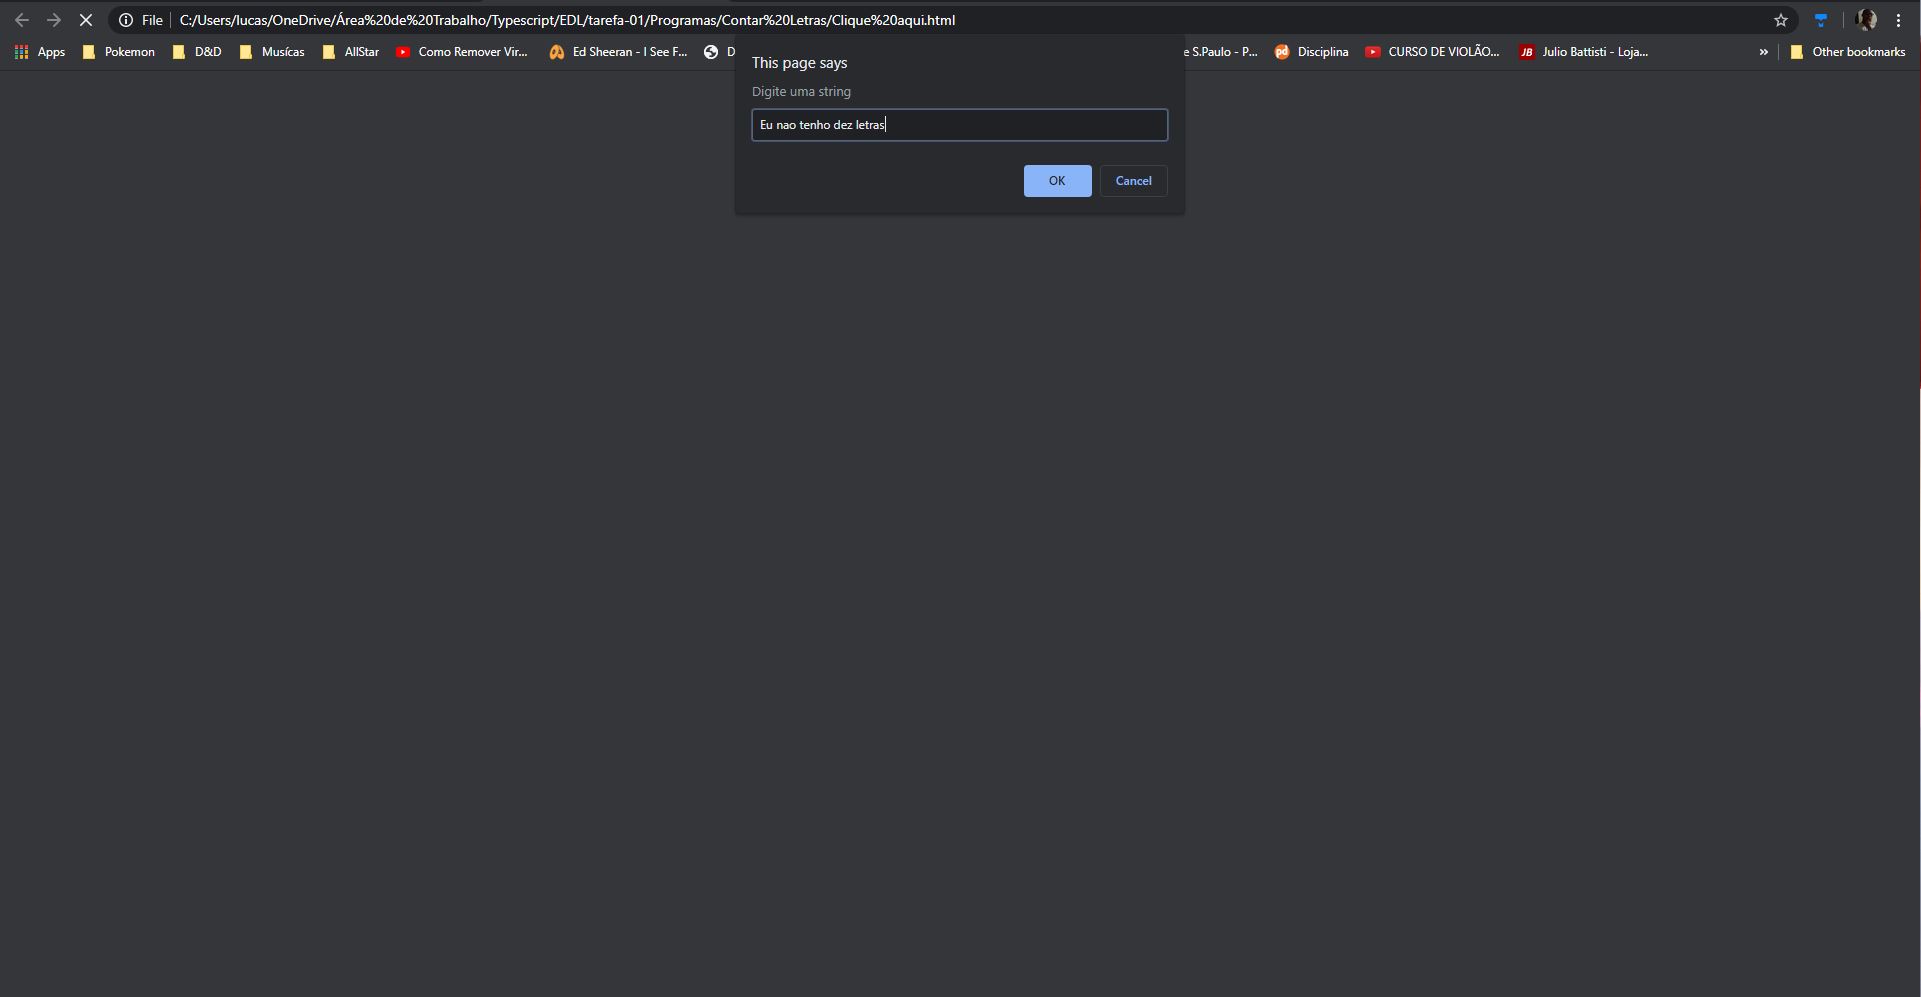 File C:/Users/lucas/OneDrive/Área%20de%20Trabalho/Typescript/EDL/tarefa-01/Programas/Contar%20Letras/Clique%20aqui.html
Apps Pokemon D&D Musícas AllStar Como Remover Vir... Ed Sheeran - I See F... D e S.Paulo - P... Disciplina CURSO DE VIOLÃO... JB Julio Battisti - Loja... » Other bookmarks
This page says
Digite uma string
Eu nao tenho dez letras
OK Cancel